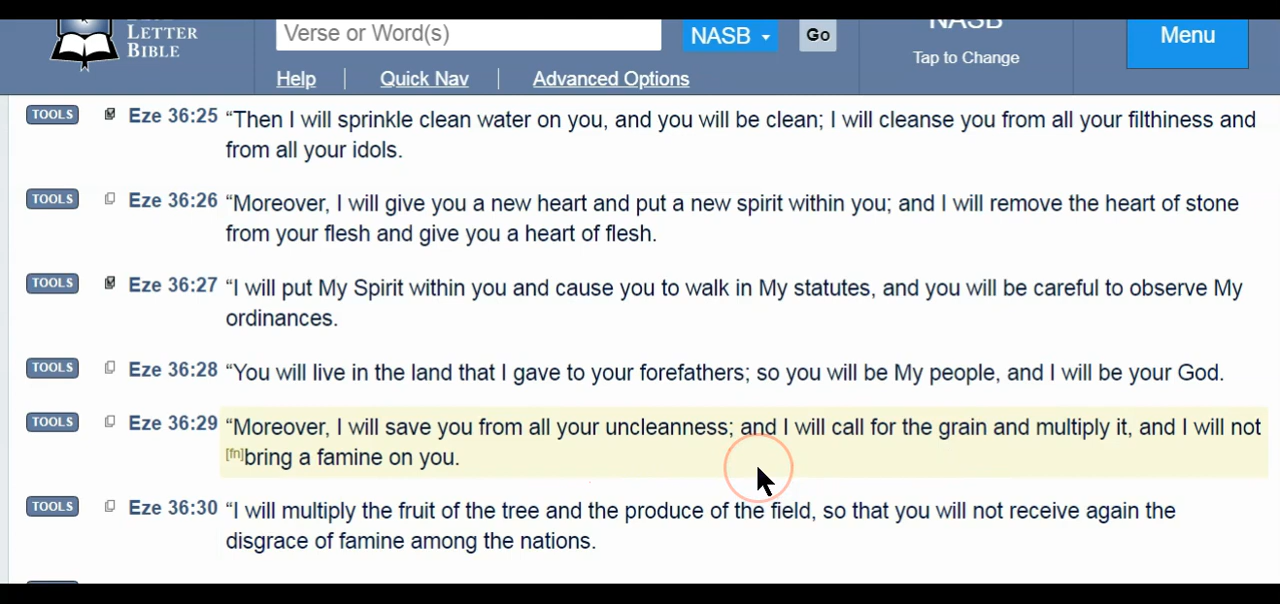 LETTER
BIBLE
Verse or Word(s)
NASB
Go
NASB
Tap to Change
Menu
Help | Quick Nav | Advanced Options
TOOLS Eze 36:25 “Then I will sprinkle clean water on you, and you will be clean; I will cleanse you from all your filthiness and
from all your idols.
TOOLS Eze 36:26 “Moreover, I will give you a new heart and put a new spirit within you; and I will remove the heart of stone
from your flesh and give you a heart of flesh.
TOOLS Eze 36:27 “I will put My Spirit within you and cause you to walk in My statutes, and you will be careful to observe My
ordinances.
TOOLS Eze 36:28 “You will live in the land that I gave to your forefathers; so you will be My people, and I will be your God.
TOOLS Eze 36:29 “Moreover, I will save you from all your uncleanness; and I will call for the grain and multiply it, and I will not
[fn]bring a famine on you.
TOOLS Eze 36:30 “I will multiply the fruit of the tree and the produce of the field, so that you will not receive again the
disgrace of famine among the nations.